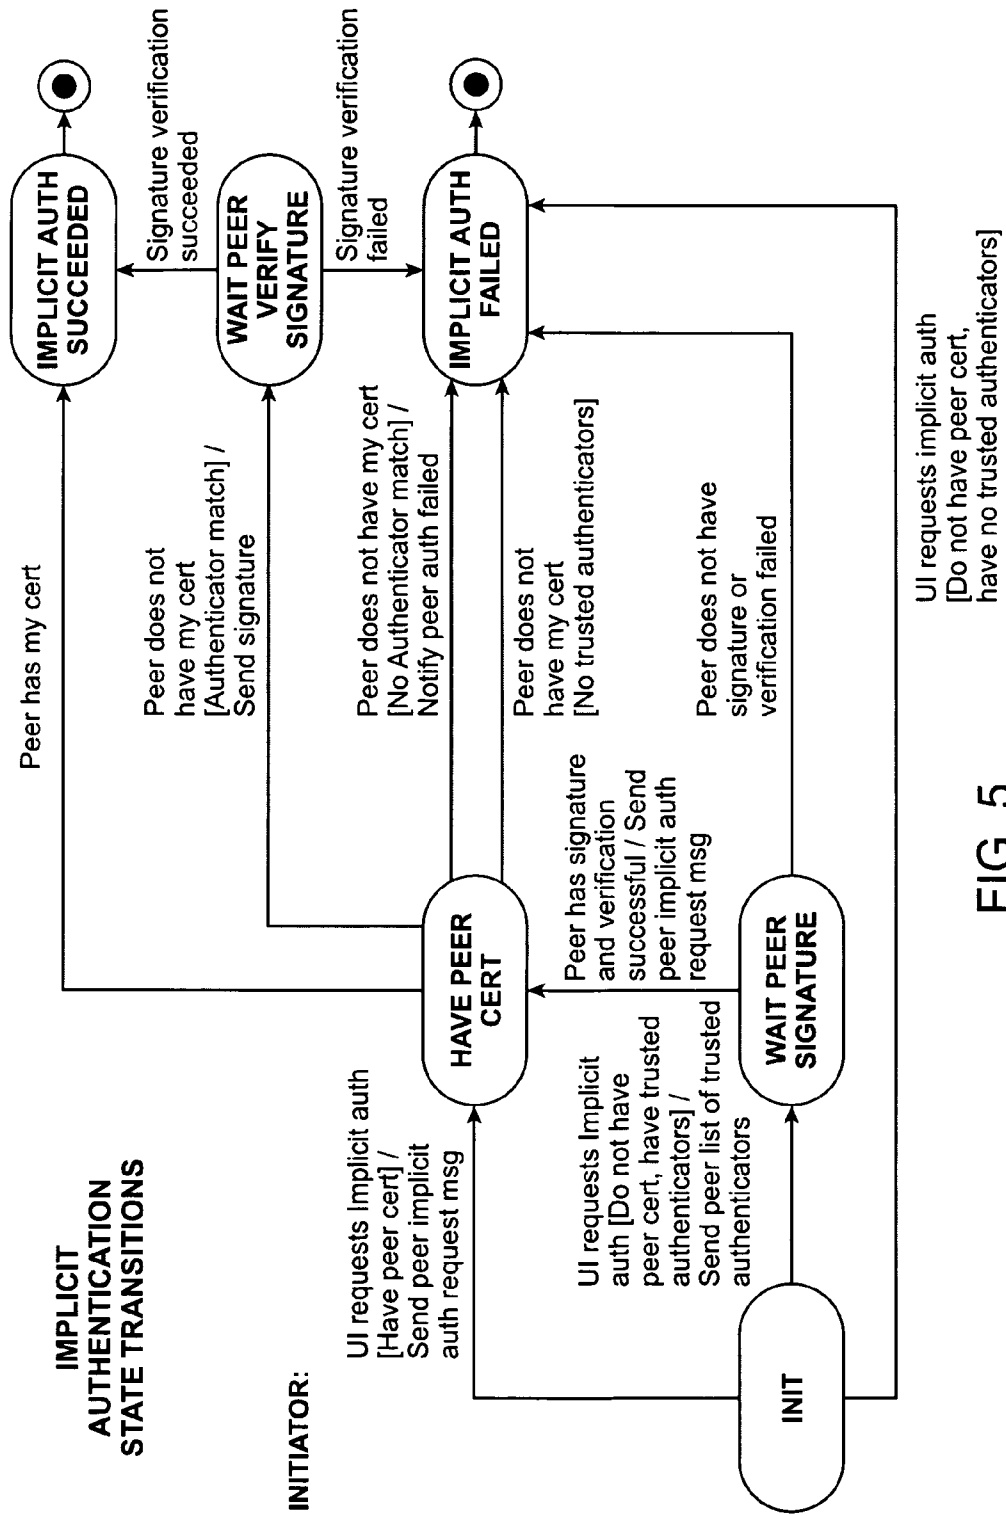 IMPLICIT
AUTHENTICATION
STATE TRANSITIONS
INITIATOR:
INIT
UI requests Implicit auth
[Have peer cert] /
Send peer implicit
auth request msg
UI requests Implicit
auth [Do not have
peer cert, have trusted
authenticators] /
Send peer list of trusted
authenticators
UI requests implicit auth
[Do not have peer cert,
have no trusted authenticators]
HAVE PEER
CERT
WAIT PEER
SIGNATURE
Peer has signature
and verification
successful / Send
peer implicit auth
request msg
Peer has my cert
Peer does not
have my cert
[Authenticator match] /
Send signature
Peer does not have my cert
[No Authenticator match] /
Notify peer auth failed
Peer does not
have my cert
[No trusted authenticators]
Peer does not have
signature or
verification failed
IMPLICIT AUTH
SUCCEEDED
Signature verification
succeeded
WAIT PEER
VERIFY
SIGNATURE
Signature verification
failed
IMPLICIT AUTH
FAILED
FIG. 5